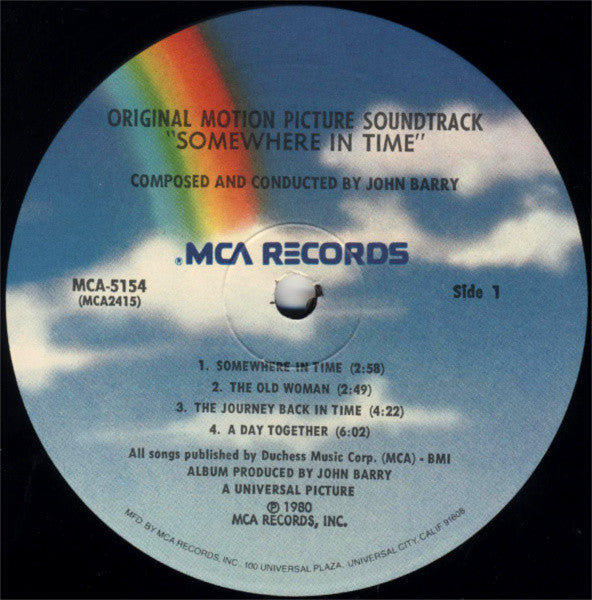 ORIGINAL MOTION PICTURE SOUNDTRACK
"SOMEWHERE IN TIME"
COMPOSED AND CONDUCTED BY JOHN BARRY
®MCA RECORDS
MCA-5154
(MCA2415)
Side 1
1. SOMEWHERE IN TIME (2:58)
2. THE OLD WOMAN (2:49)
3. THE JOURNEY BACK IN TIME (4:22)
4. A DAY TOGETHER (6:02)
All songs published by Duchess Music Corp. (MCA) - BMI
ALBUM PRODUCED BY JOHN BARRY
A UNIVERSAL PICTURE
℗ 1980
MCA RECORDS, INC.
MFD. BY MCA RECORDS, INC. · 100 UNIVERSAL PLAZA, UNIVERSAL CITY, CALIF. 91608